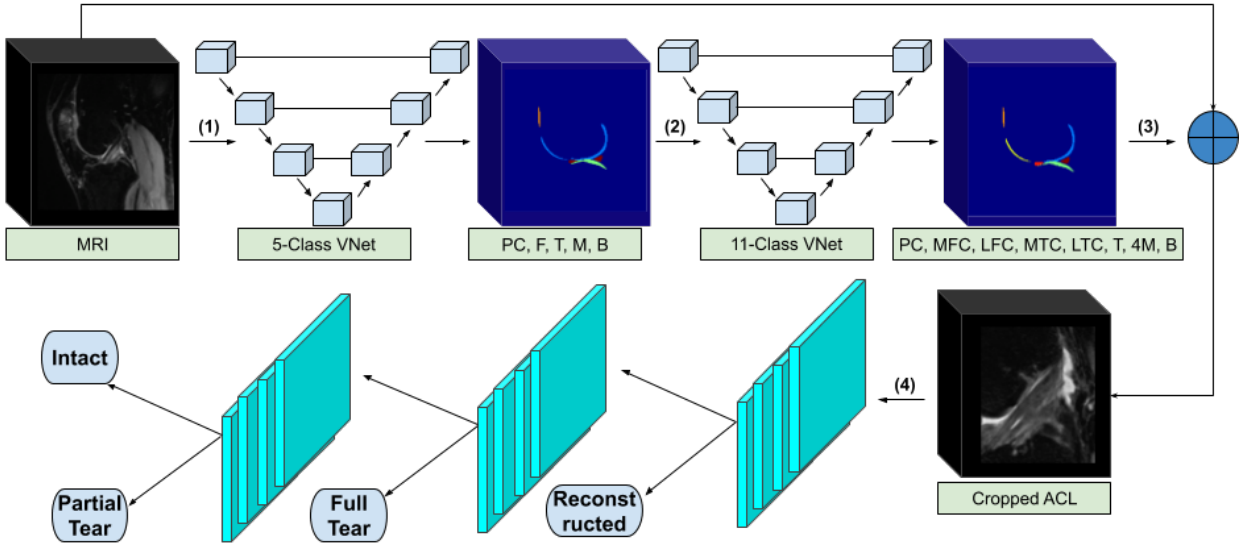 (1)
(2)
(3)
MRI
5-Class VNet
PC, F, T, M, B
11-Class VNet
PC, MFC, LFC, MTC, LTC, T, 4M, B
Intact
(4)
Partial
Tear
Full
Tear
Reconst
ructed
Cropped ACL